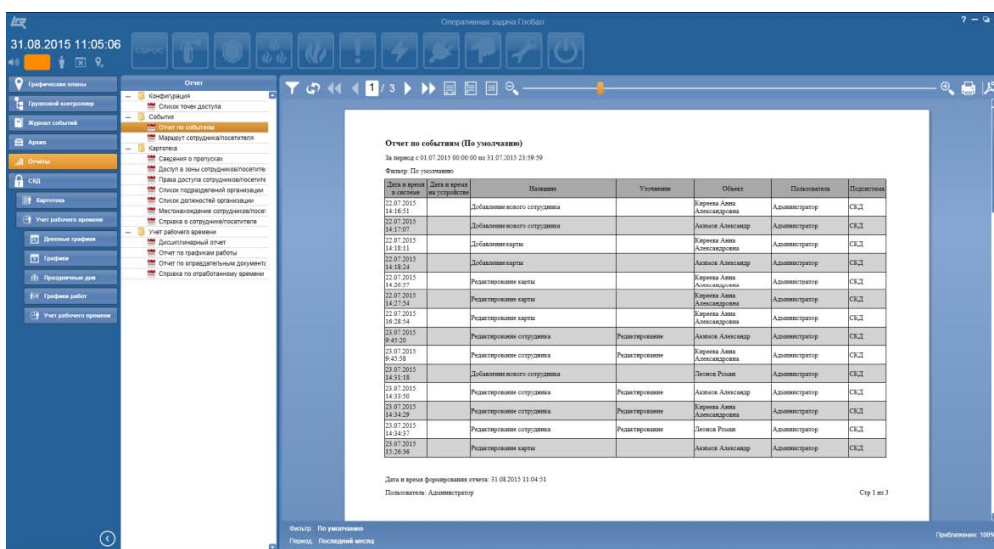 Оперативная задача Глобал
31.08.2015 11:05:06
СБРОС
Графические планы
Групповой контроллер
Журнал событий
Архив
Отчеты
СКД
Картотека
Учет рабочего времени
Дневные графики
Графики
Праздничные дни
График работ
Учет рабочего времени
Отчет
Конфигурация
Список точек доступа
События
Отчет по событиям
Маршрут сотрудника/посетителя
Картотека
Сведения о пропусках
Доступ в зоны сотрудников/посетите
Права доступа сотрудников/посетите
Список подразделений организации
Список должностей организации
Местонахождение сотрудников/посет
Справка о сотруднике/посетителе
Учет рабочего времени
Дисциплинарный отчет
Отчет по графикам работы
Отчет по оправдательным документа
Справка по отработанному времени
1 / 3
Отчет по событиям (По умолчанию)
За период с 01.07.2015 00:00:00 по 31.07.2015 23:59:59
Фильтр: По умолчанию
Дата и время в системе Дата и время на устройстве Название Уточнение Объект Пользователь Подсистема
22.07.2015 14:16:51 Добавление нового сотрудника Киреева Анна Александровна Администратор СКД
22.07.2015 14:17:07 Добавление нового сотрудника Акимов Александр Администратор СКД
22.07.2015 14:18:11 Добавление карты Киреева Анна Александровна Администратор СКД
22.07.2015 14:18:24 Добавление карты Акимов Александр Администратор СКД
22.07.2015 14:26:57 Редактирование карты Киреева Анна Александровна Администратор СКД
22.07.2015 14:27:54 Редактирование карты Киреева Анна Александровна Администратор СКД
22.07.2015 16:28:54 Редактирование карты Киреева Анна Александровна Администратор СКД
23.07.2015 9:45:20 Редактирование сотрудника Редактирование Акимов Александр Администратор СКД
23.07.2015 9:45:58 Редактирование сотрудника Редактирование Киреева Анна Александровна Администратор СКД
23.07.2015 14:31:18 Добавление нового сотрудника Леонов Роман Администратор СКД
23.07.2015 14:33:50 Редактирование сотрудника Редактирование Акимов Александр Администратор СКД
23.07.2015 14:34:29 Редактирование сотрудника Редактирование Киреева Анна Александровна Администратор СКД
23.07.2015 14:34:37 Редактирование сотрудника Редактирование Леонов Роман Администратор СКД
23.07.2015 15:26:36 Редактирование карты Акимов Александр Администратор СКД
Дата и время формирования отчета: 31.08.2015 11:04:51
Пользователь: Администратор Стр 1 из 3
Фильтр: По умолчанию
Период: Последний месяц
Приближение: 100%